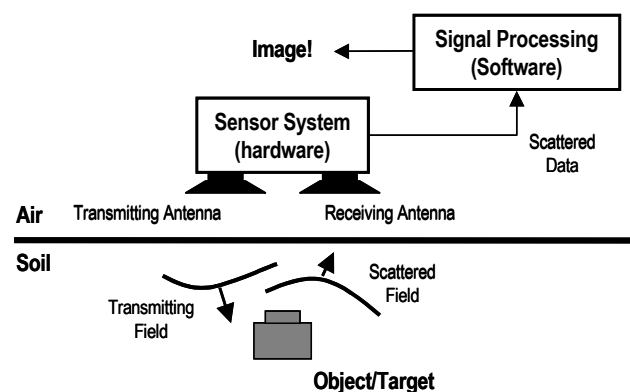 Signal Processing
(Software)
Image!
Sensor System
(hardware)
Scattered
Data
Air
Transmitting Antenna
Receiving Antenna
Soil
Scattered
Field
Transmitting
Field
Object/Target